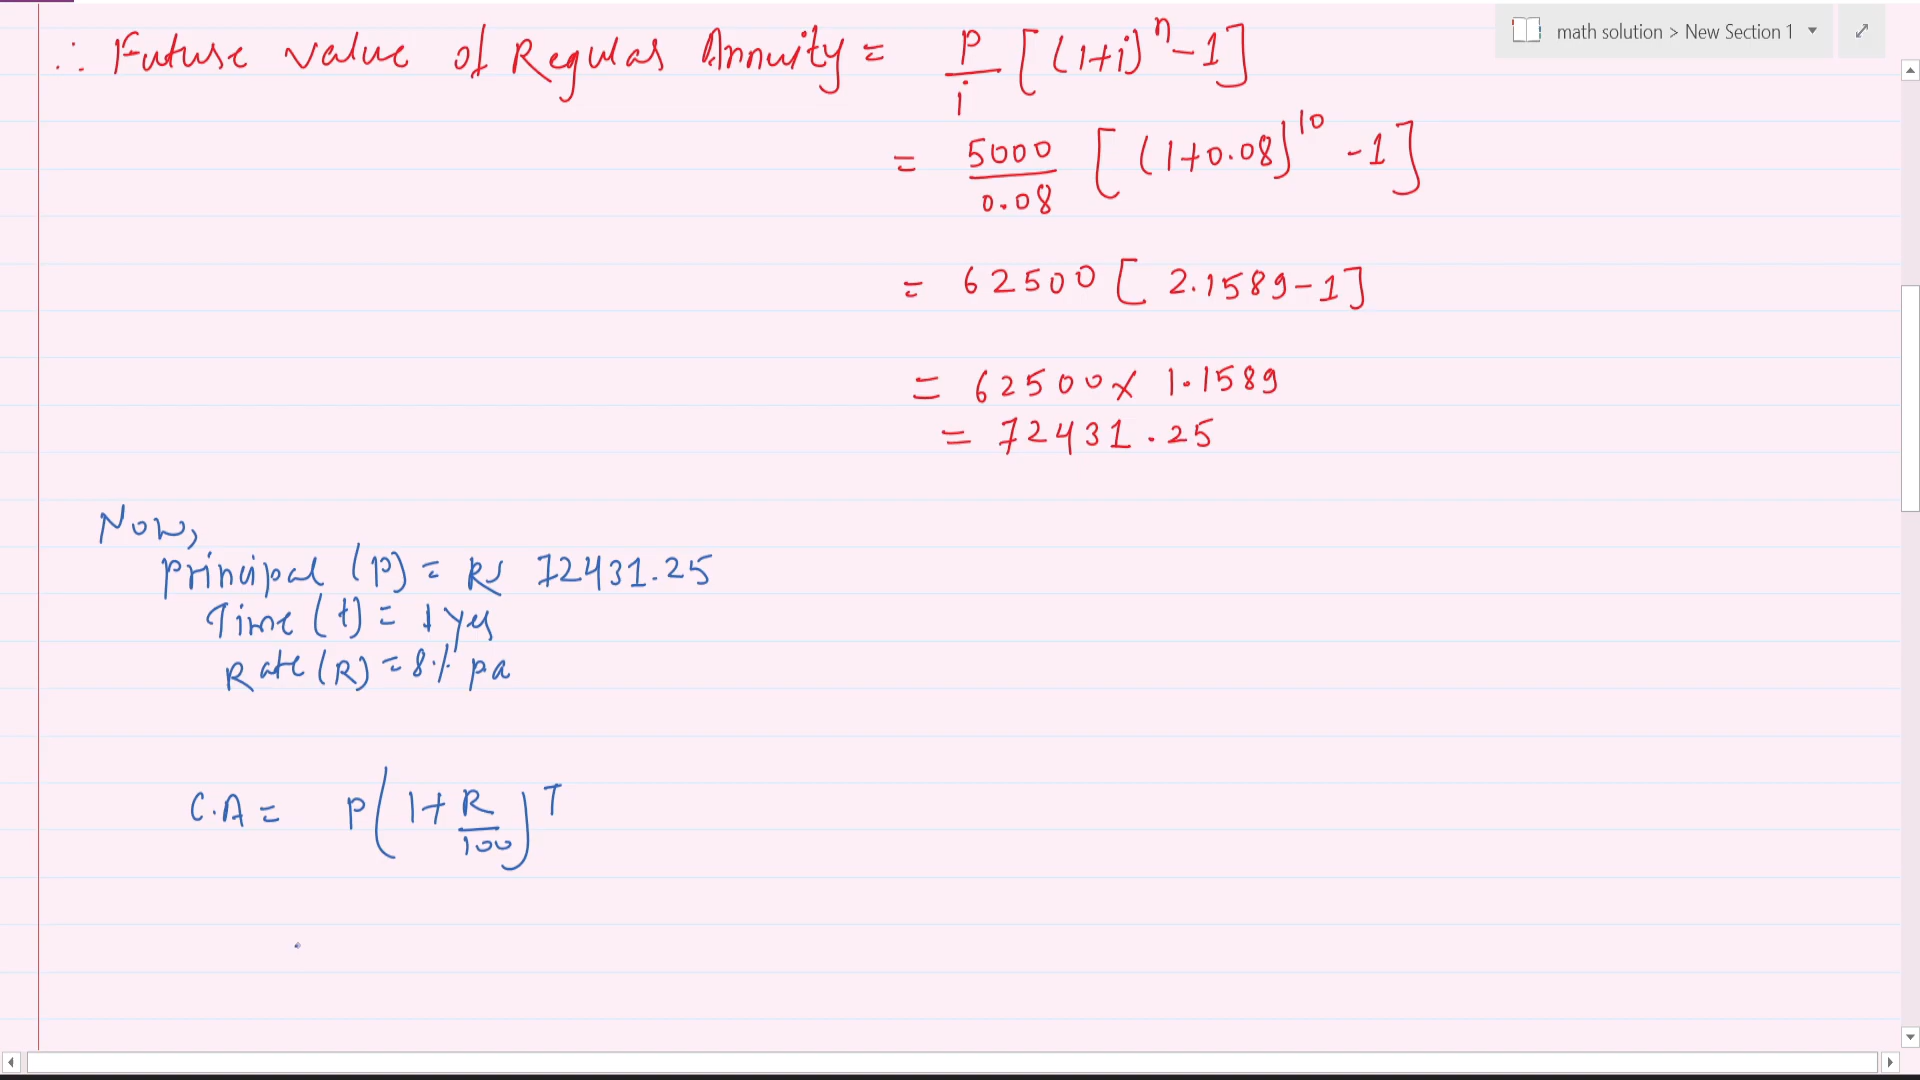 math solution > New Section 1
∴ Future value of Regular Annuity = P/i [(1+i)^n - 1]
= 5000/0.08 [(1+0.08)^10 - 1]
= 62500 [2.1589-1]
= 62500 × 1.1589
= 72431.25
Now,
principal (P) = Rs 72431.25
Time (t) = 1 yes
Rate (R) = 8% pa
C.A = P(1+R/100)^T